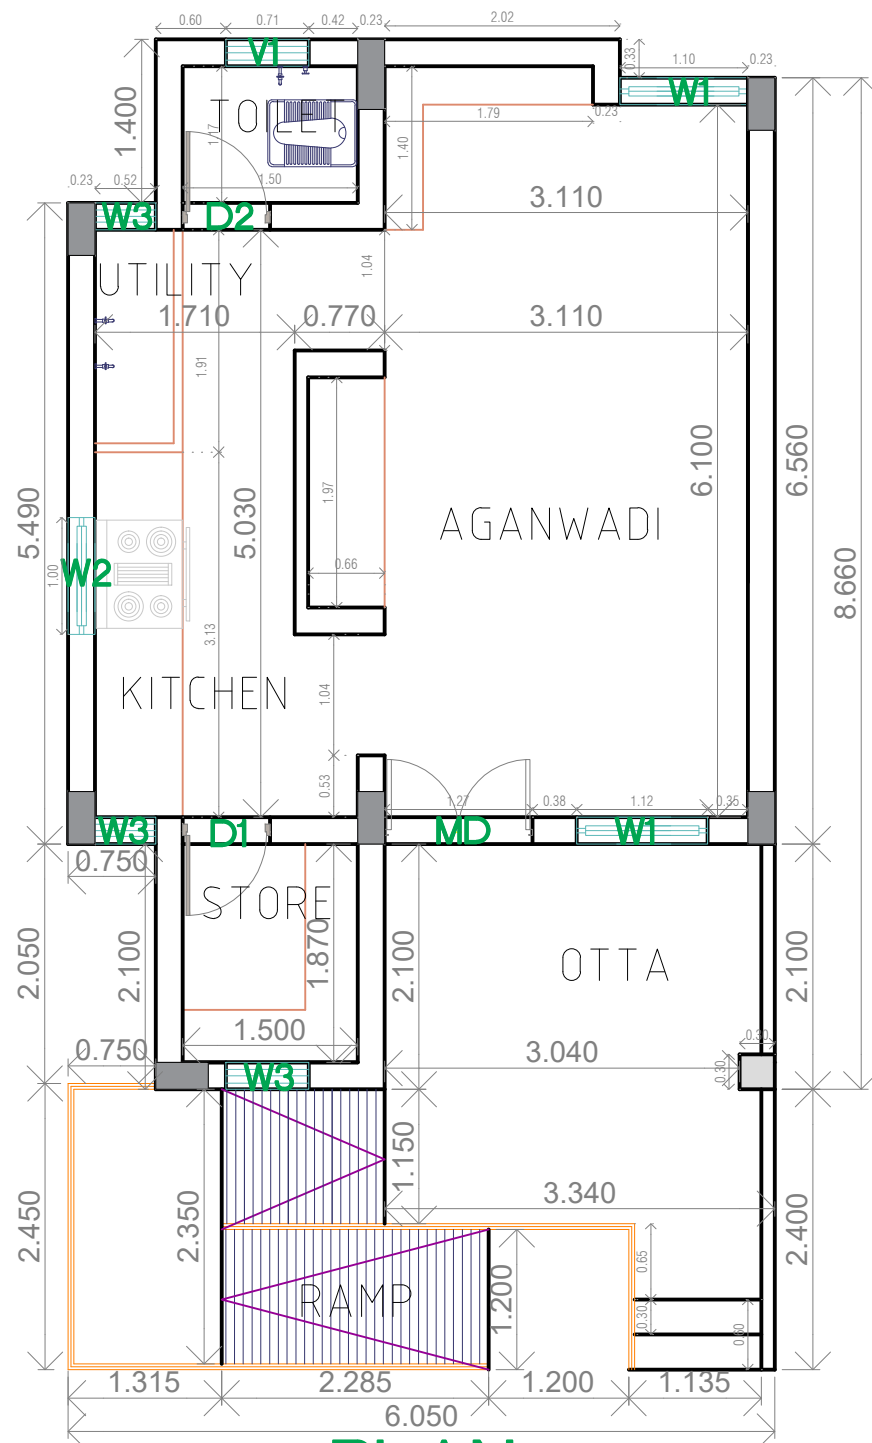 0.60 0.71 0.42 0.23 2.02
V1 0.33 1.10 0.23
W1
1.400 1.17 1.79 0.23
1.40
0.23 0.52 1.50 3.110
W3 D2
UTILITY 1.04
1.710 0.770 3.110
1.91
5.490 5.030 1.97 6.100 6.560
AGANWADI
1.00 W2 0.66 8.660
3.13
KITCHEN 1.04
0.53 1.27 0.38 1.12 0.35
W3 D1 MD W1
0.750
STORE
2.050 2.100 1.870 2.100 OTTA 2.100
1.500 0.30
0.750 W3 3.040 0.30
1.150
2.450 2.350 3.340 2.400
0.65
RAMP 1.200 0.30 0.60
1.315 2.285 1.200 1.135
6.050